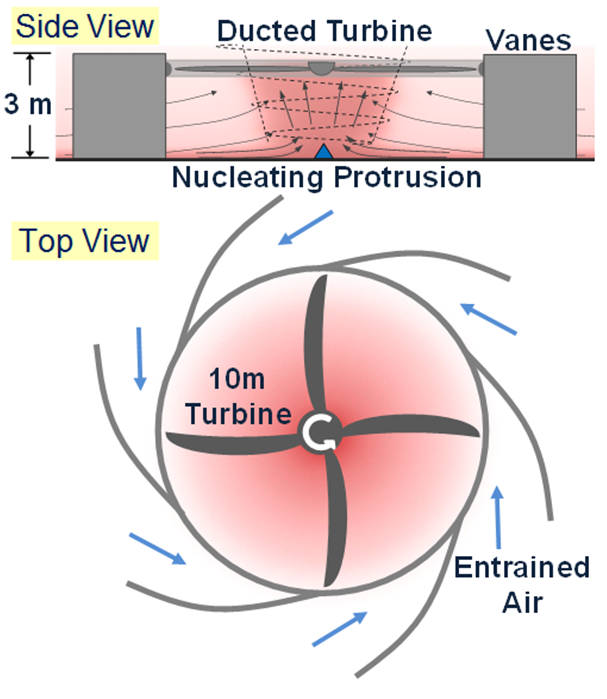 Side View
Ducted Turbine
Vanes
3 m
Nucleating Protrusion
Top View
10m
Turbine
Entrained
Air